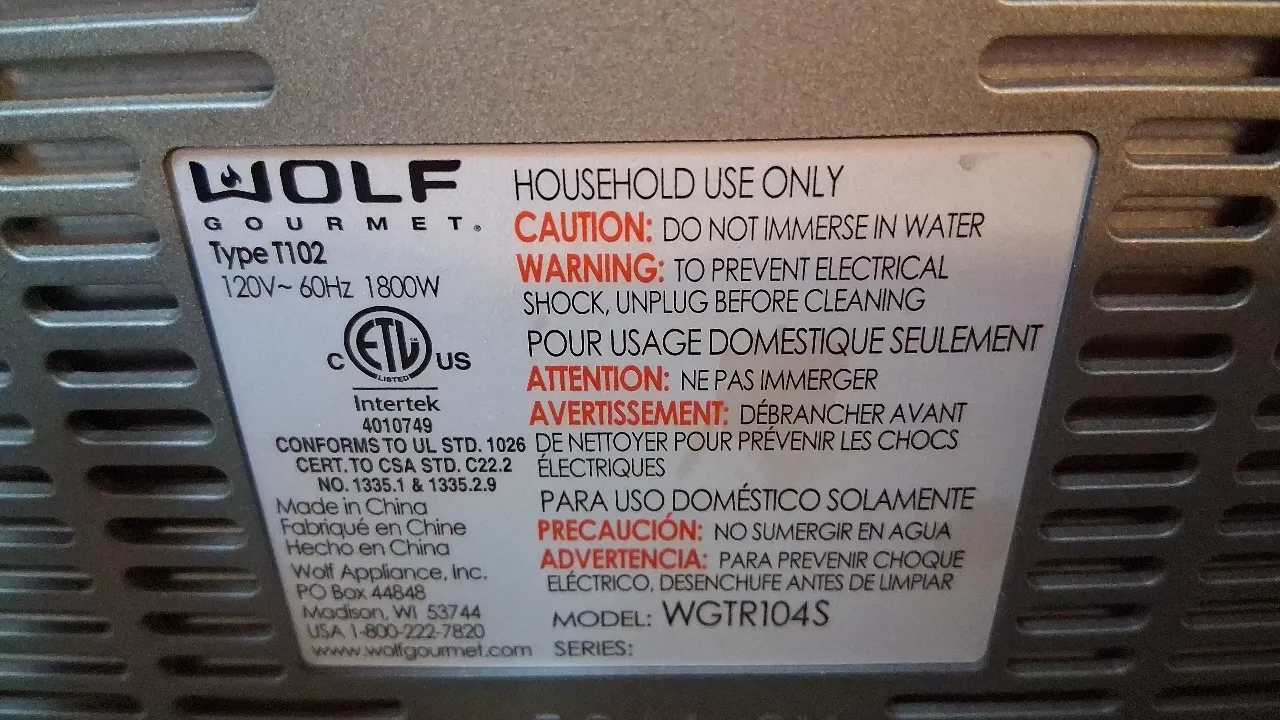 WOLF
GOURMET®
Type T102
120V~ 60Hz 1800W
C ETL US
LISTED
Intertek
4010749
CONFORMS TO UL STD. 1026
CERT. TO CSA STD. C22.2
NO. 1335.1 & 1335.2.9
Made in China
Fabriqué en Chine
Hecho en China
Wolf Appliance, Inc.
PO Box 44848
Madison, WI 53744
USA 1-800-222-7820
www.wolfgourmet.com
HOUSEHOLD USE ONLY
CAUTION: DO NOT IMMERSE IN WATER
WARNING: TO PREVENT ELECTRICAL
SHOCK, UNPLUG BEFORE CLEANING
POUR USAGE DOMESTIQUE SEULEMENT
ATTENTION: NE PAS IMMERGER
AVERTISSEMENT: DÉBRANCHER AVANT
DE NETTOYER POUR PRÉVENIR LES CHOCS
ÉLECTRIQUES
PARA USO DOMÉSTICO SOLAMENTE
PRECAUCIÓN: NO SUMERGIR EN AGUA
ADVERTENCIA: PARA PREVENIR CHOQUE
ELÉCTRICO, DESENCHUFE ANTES DE LIMPIAR
MODEL: WGTR104S
SERIES: